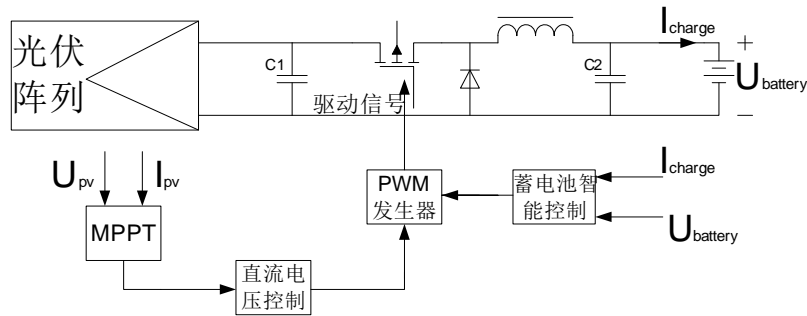 光伏
阵列
C1
驱动信号
C2
Icharge
+
Ubattery
−
Upv
Ipv
MPPT
直流电
压控制
PWM
发生器
蓄电池智
能控制
Icharge
Ubattery